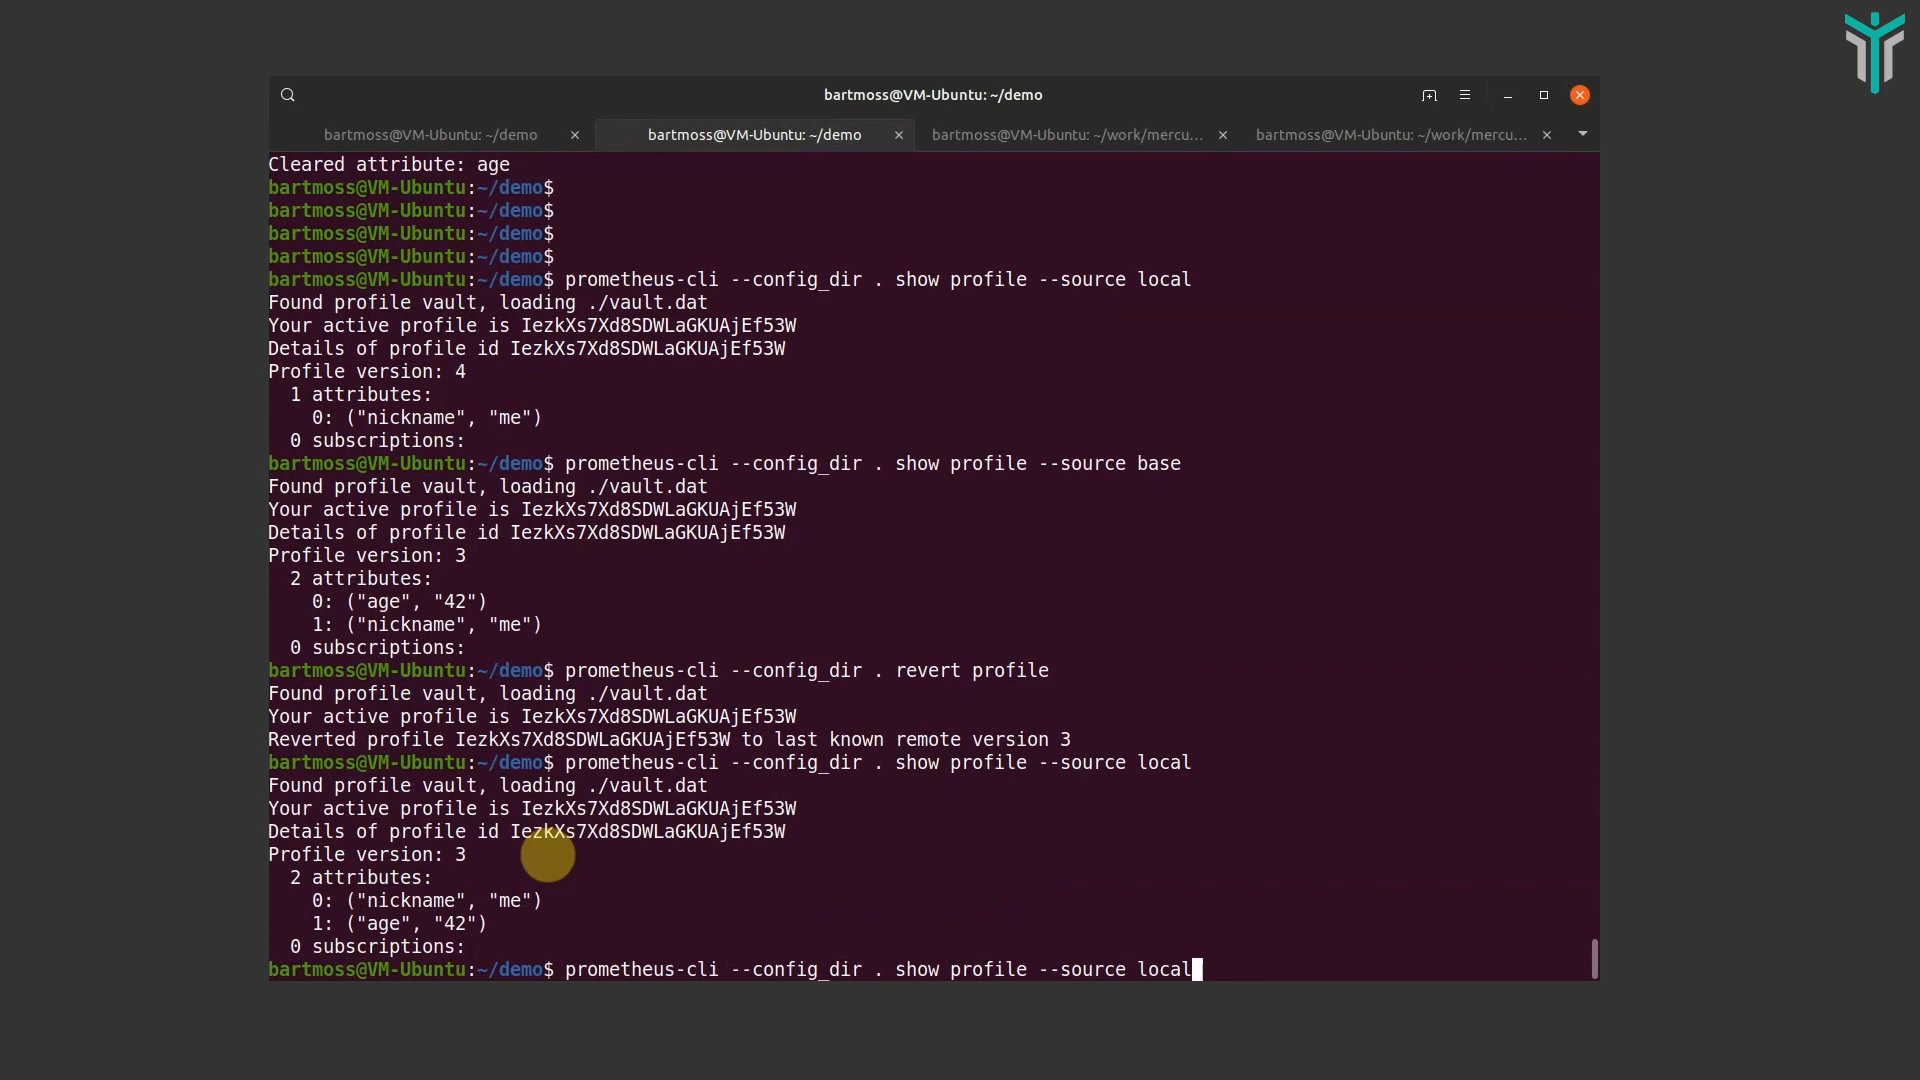 bartmoss@VM-Ubuntu: ~/demo
bartmoss@VM-Ubuntu: ~/demo
bartmoss@VM-Ubuntu: ~/demo
bartmoss@VM-Ubuntu: ~/work/mercu...
bartmoss@VM-Ubuntu: ~/work/mercu...
Cleared attribute: age
bartmoss@VM-Ubuntu:~/demo$
bartmoss@VM-Ubuntu:~/demo$
bartmoss@VM-Ubuntu:~/demo$
bartmoss@VM-Ubuntu:~/demo$
bartmoss@VM-Ubuntu:~/demo$ prometheus-cli --config_dir . show profile --source local
Found profile vault, loading ./vault.dat
Your active profile is IezkXs7Xd8SDWLaGKUAjEf53W
Details of profile id IezkXs7Xd8SDWLaGKUAjEf53W
Profile version: 4
  1 attributes:
    0: ("nickname", "me")
  0 subscriptions:
bartmoss@VM-Ubuntu:~/demo$ prometheus-cli --config_dir . show profile --source base
Found profile vault, loading ./vault.dat
Your active profile is IezkXs7Xd8SDWLaGKUAjEf53W
Details of profile id IezkXs7Xd8SDWLaGKUAjEf53W
Profile version: 3
  2 attributes:
    0: ("age", "42")
    1: ("nickname", "me")
  0 subscriptions:
bartmoss@VM-Ubuntu:~/demo$ prometheus-cli --config_dir . revert profile
Found profile vault, loading ./vault.dat
Your active profile is IezkXs7Xd8SDWLaGKUAjEf53W
Reverted profile IezkXs7Xd8SDWLaGKUAjEf53W to last known remote version 3
bartmoss@VM-Ubuntu:~/demo$ prometheus-cli --config_dir . show profile --source local
Found profile vault, loading ./vault.dat
Your active profile is IezkXs7Xd8SDWLaGKUAjEf53W
Details of profile id IezkXs7Xd8SDWLaGKUAjEf53W
Profile version: 3
  2 attributes:
    0: ("nickname", "me")
    1: ("age", "42")
  0 subscriptions:
bartmoss@VM-Ubuntu:~/demo$ prometheus-cli --config_dir . show profile --source local